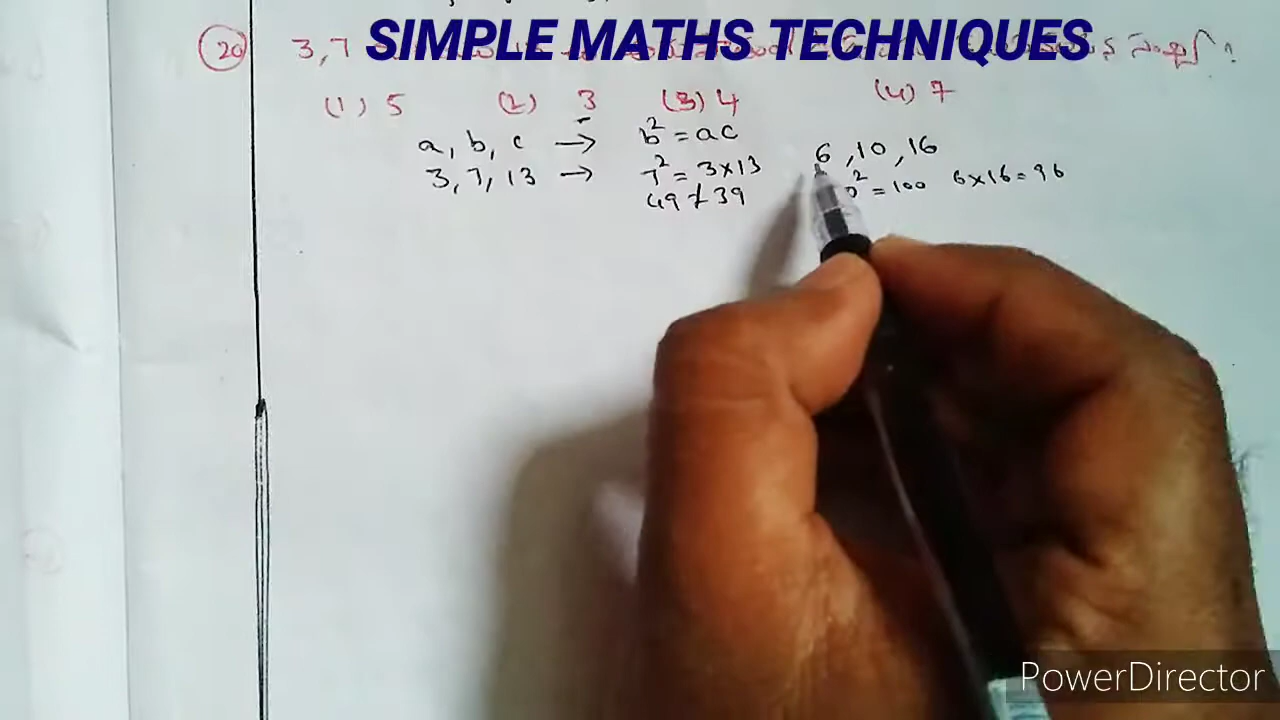 SIMPLE MATHS TECHNIQUES
20 3, 7 సంఖ్య ?
(1) 5 (2) 3 (3) 4 (4) 7
a, b, c → b² = ac
6, 10, 16
3, 7, 13 → 7² = 3×13
² = 100 6×16=96
49 ≠ 39
PowerDirector